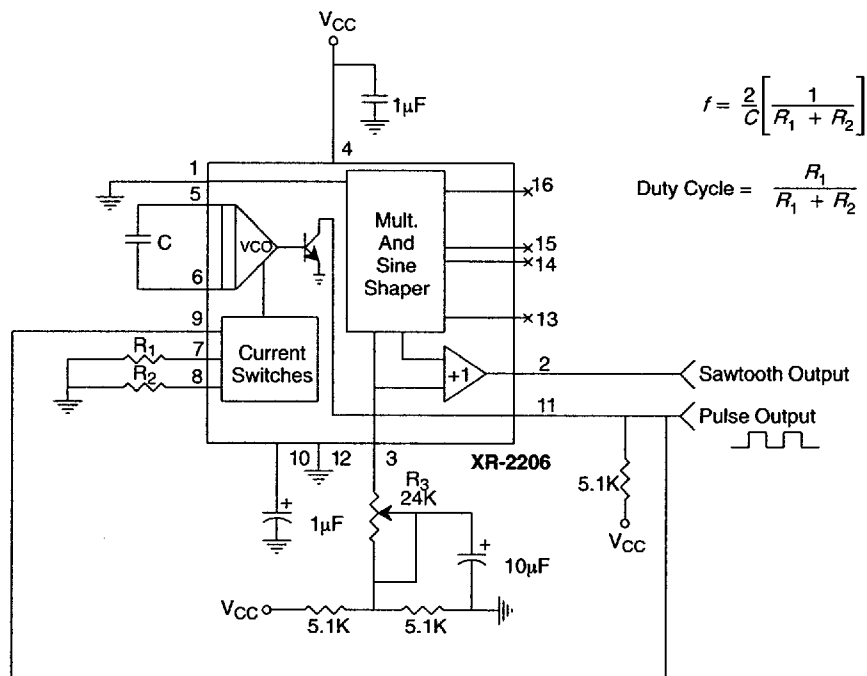 VCC
1µF
f = 2/C [ 1 / (R1 + R2) ]
Duty Cycle = R1 / (R1 + R2)
4
1
5
6
9
7
8
C
VCO
R1
R2
Current
Switches
Mult.
And
Sine
Shaper
16
15
14
13
+1
2
Sawtooth Output
11
Pulse Output
10
12
3
XR-2206
R3
24K
5.1K
VCC
1µF
10µF
VCC
5.1K
5.1K